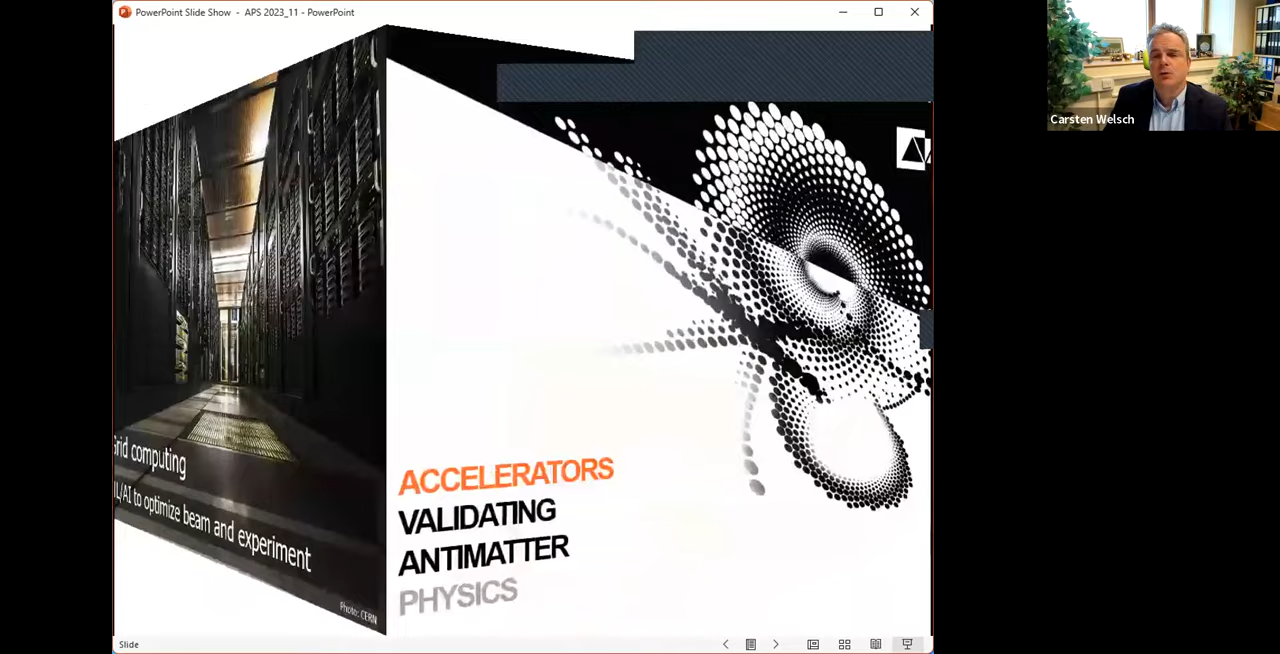 PowerPoint Slide Show - APS 2023_11 - PowerPoint
Carsten Welsch
Grid computing
ML/AI to optimize beam and experiment
Photo: CERN
ACCELERATORS
VALIDATING
ANTIMATTER
PHYSICS
Slide